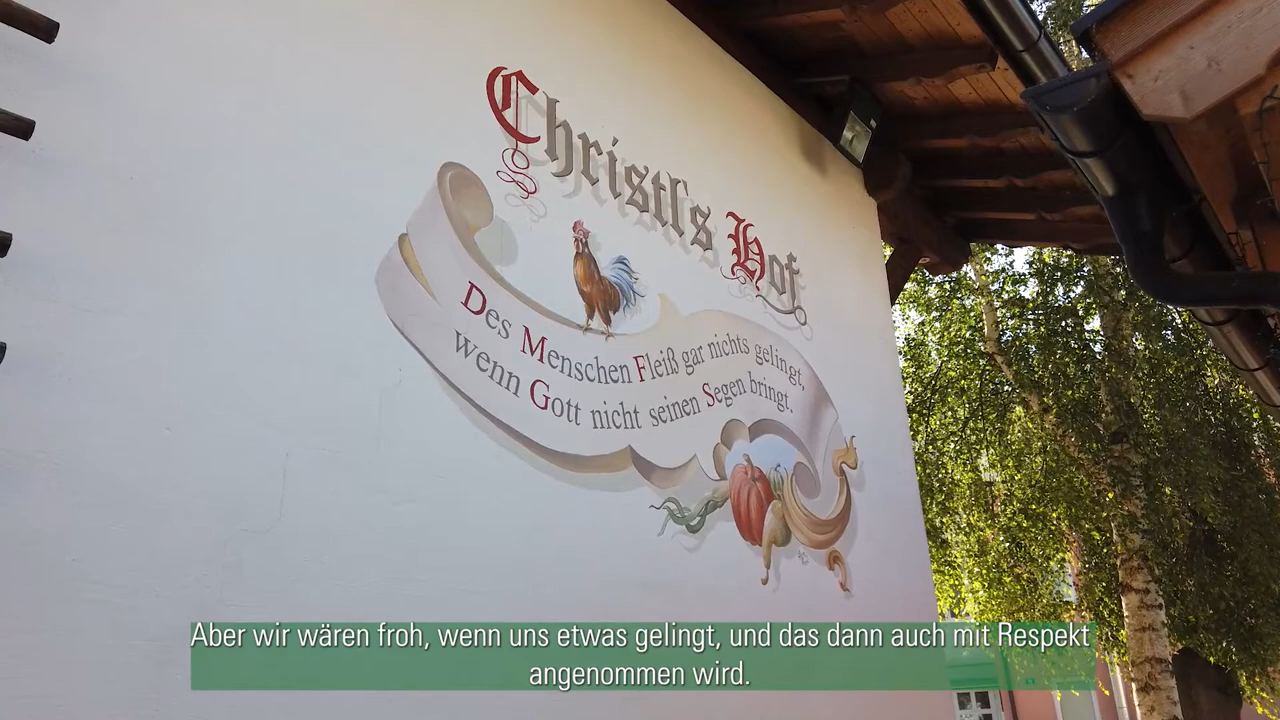 Christl's Hof
Des Menschen Fleiß gar nichts gelingt,
wenn Gott nicht seinen Segen bringt.
Aber wir wären froh, wenn uns etwas gelingt, und das dann auch mit Respekt
angenommen wird.